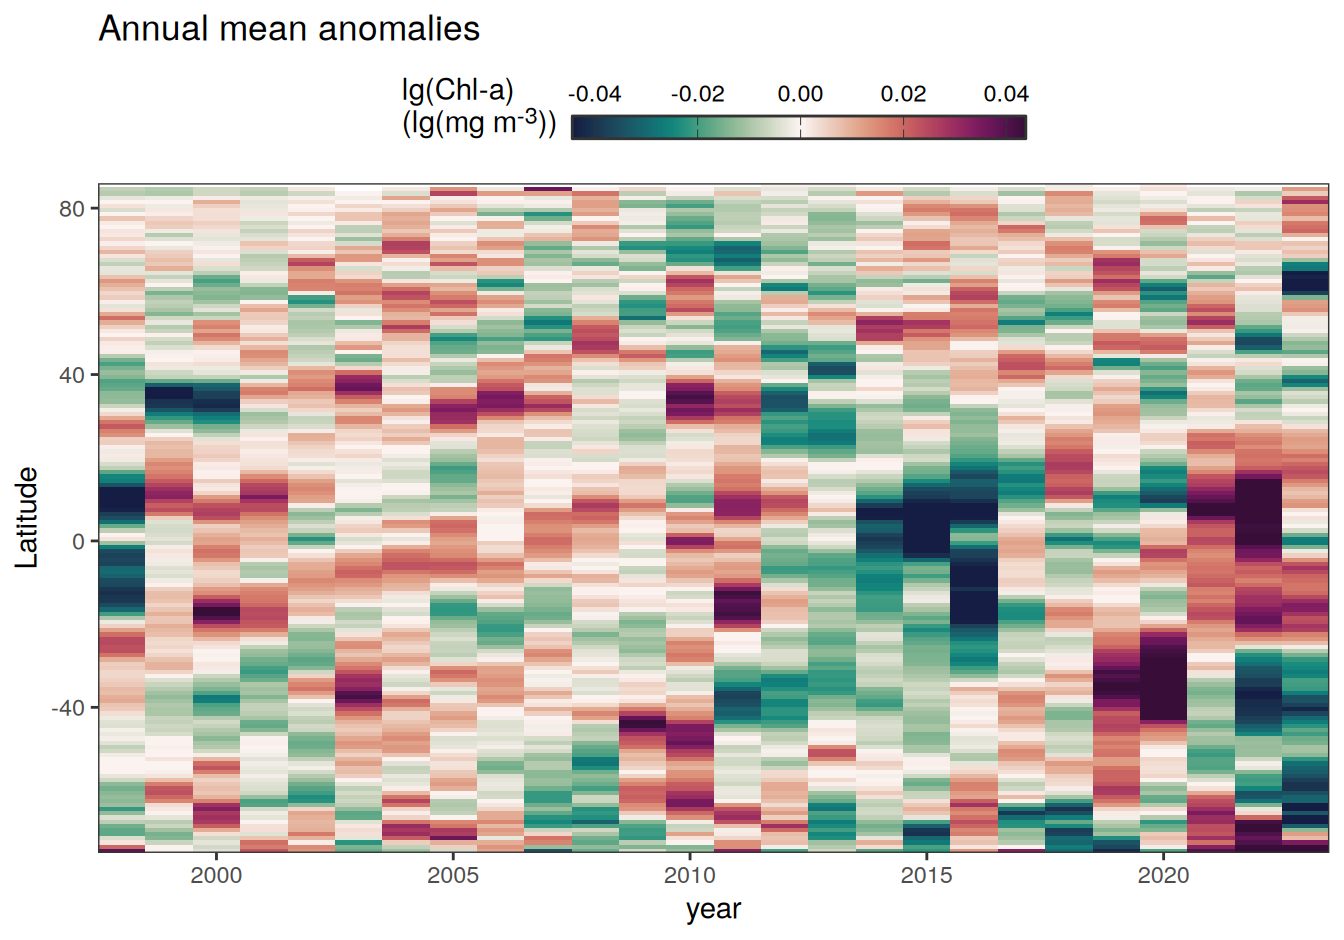 Annual mean anomalies
lg(Chl-a)
(lg(mg m-3))
-0.04 -0.02 0.00 0.02 0.04
80
40
0
-40
Latitude
2000 2005 2010 2015 2020
year